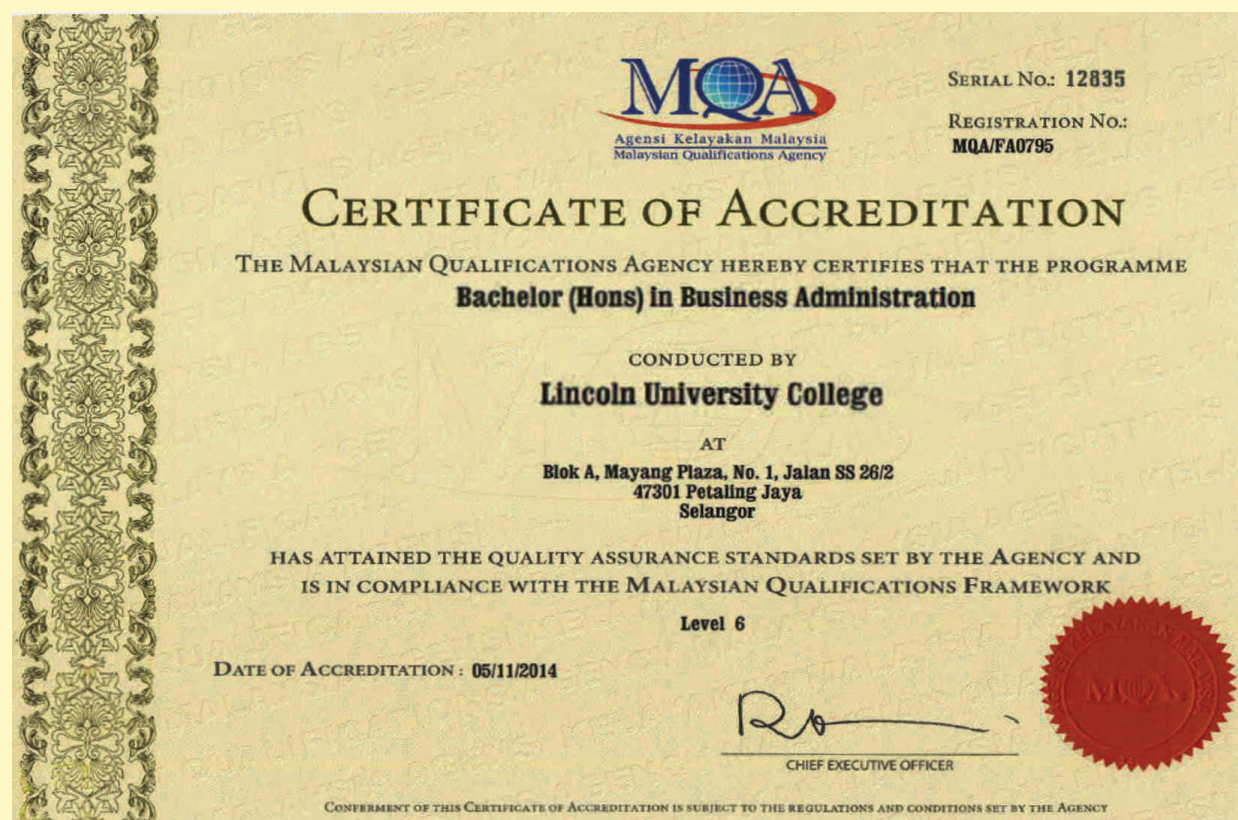 MQA
Agensi Kelayakan Malaysia
Malaysian Qualifications Agency
SERIAL NO.: 12835
REGISTRATION NO.:
MQA/FA0795
CERTIFICATE OF ACCREDITATION
THE MALAYSIAN QUALIFICATIONS AGENCY HEREBY CERTIFIES THAT THE PROGRAMME
Bachelor (Hons) in Business Administration
CONDUCTED BY
Lincoln University College
AT
Blok A, Mayang Plaza, No. 1, Jalan SS 26/2
47301 Petaling Jaya
Selangor
HAS ATTAINED THE QUALITY ASSURANCE STANDARDS SET BY THE AGENCY AND
IS IN COMPLIANCE WITH THE MALAYSIAN QUALIFICATIONS FRAMEWORK
Level 6
DATE OF ACCREDITATION : 05/11/2014
MQA
CHIEF EXECUTIVE OFFICER
CONFERMENT OF THIS CERTIFICATE OF ACCREDITATION IS SUBJECT TO THE REGULATIONS AND CONDITIONS SET BY THE AGENCY